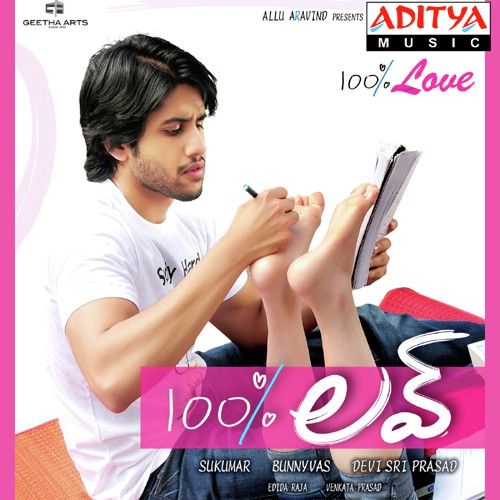 GEETHA ARTS
ALLU ARAVIND PRESENTS
ADITYA
MUSIC
100% Love
100% లవ్
SUKUMAR BUNNYVAS DEVI SRI PRASAD
EDIDA RAJA VENKATA PRASAD